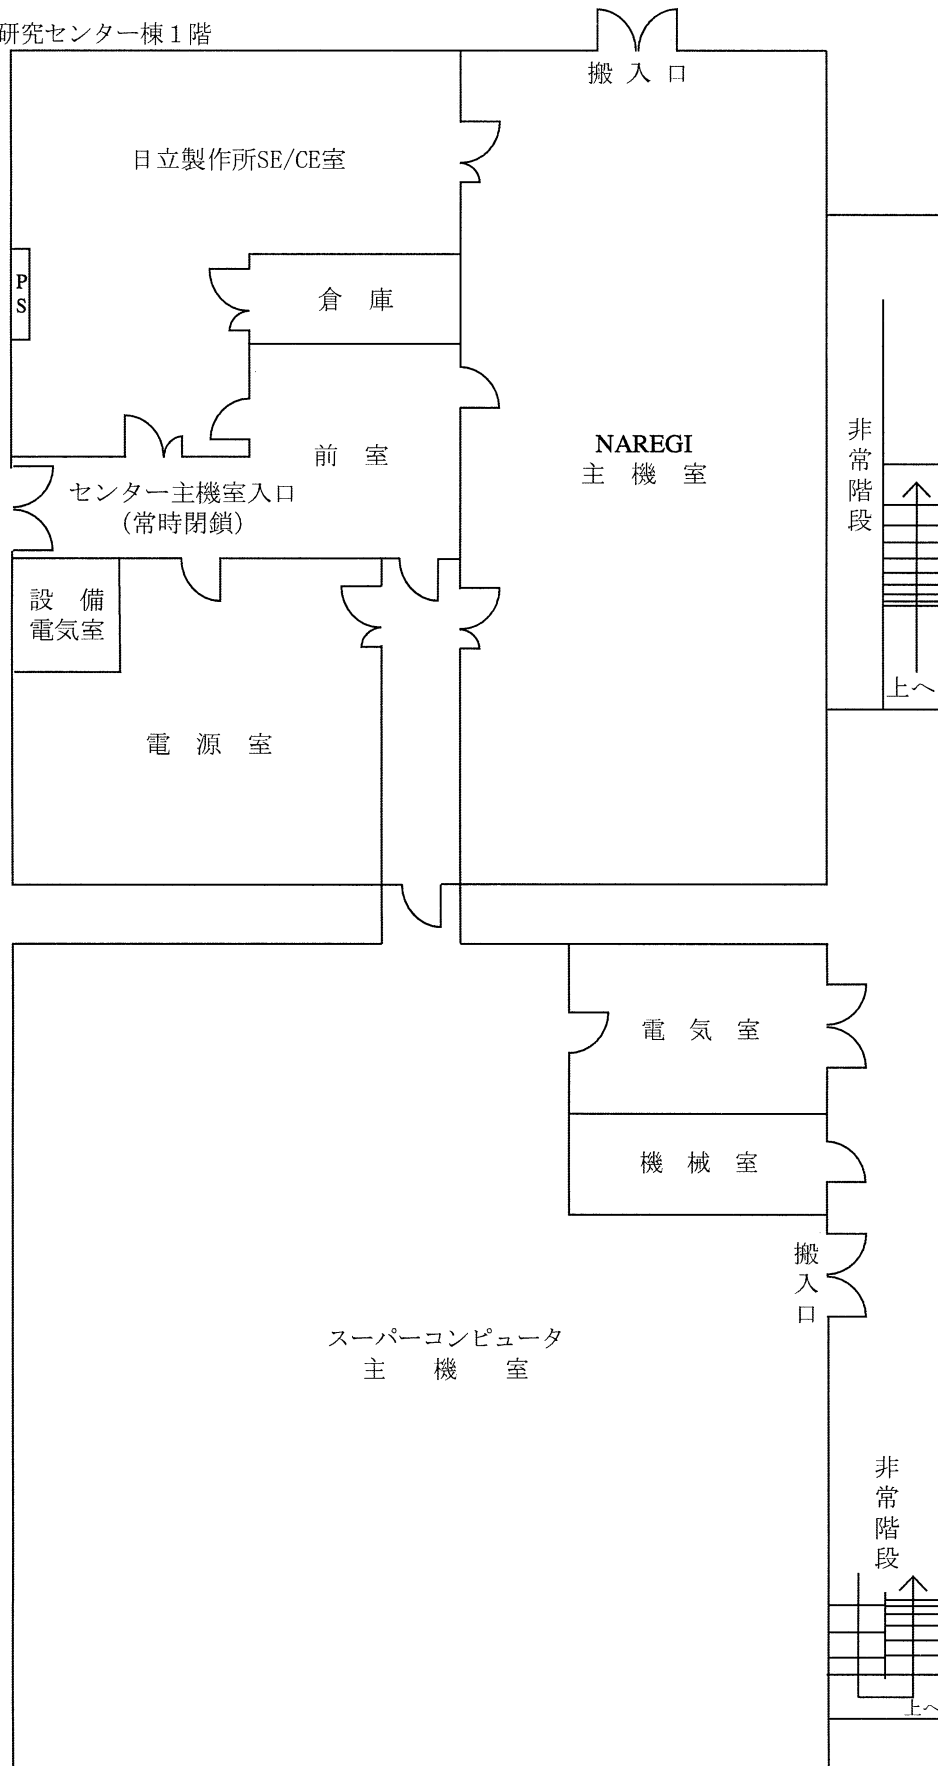 研究センター棟１階
搬 入 口
日立製作所SE/CE室
P
S
倉 庫
前 室
NAREGI
主 機 室
非
常
階
段
センター主機室入口
(常時閉鎖)
設 備
電気室
上へ
電 源 室
電 気 室
機 械 室
搬
入
口
スーパーコンピュータ
主 機 室
非
常
階
段
上へ